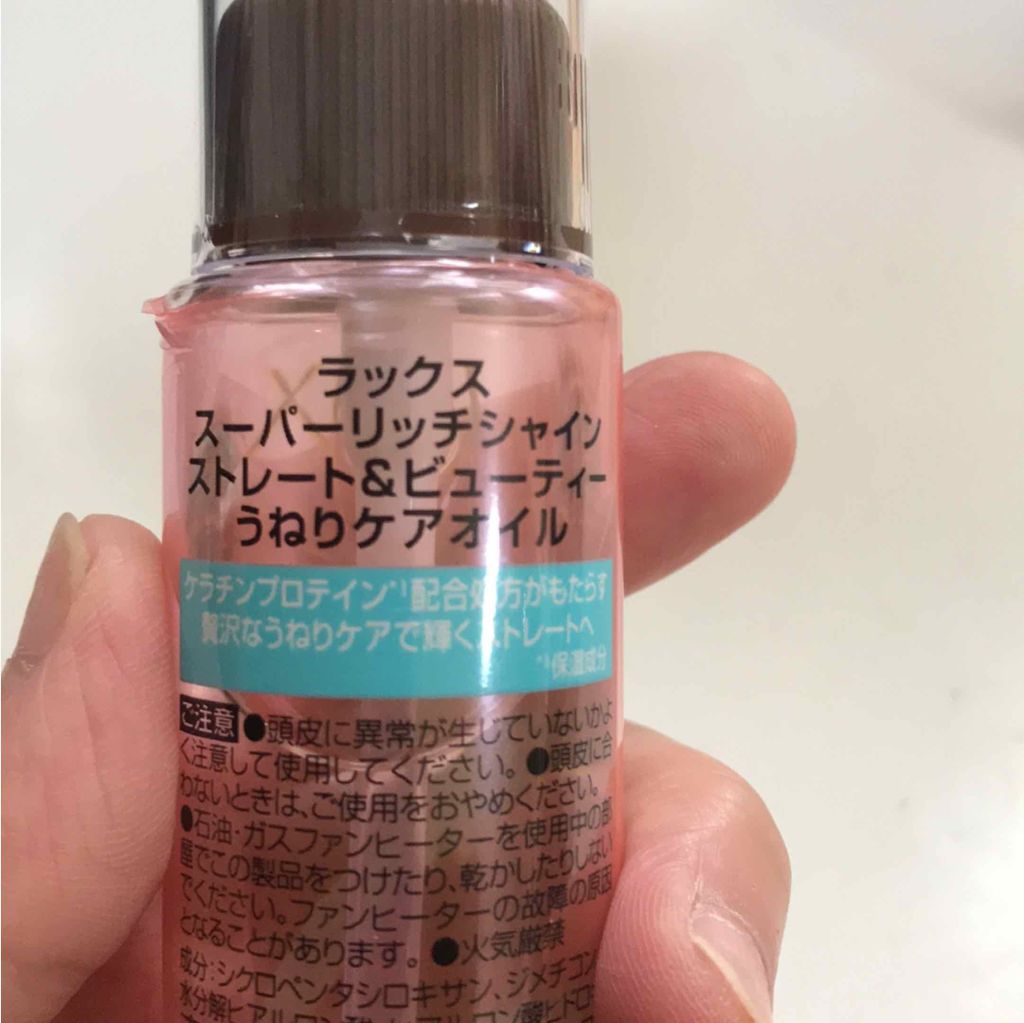 ラックス
スーパーリッチシャイン
ストレート&ビューティー
うねりケアオイル
ケラチンプロテイン*¹配合処方がもたらす
贅沢なうねりケアで輝くストレートへ
*¹保湿成分
ご注意 ●頭皮に異常が生じていないかよ
く注意して使用してください。●頭皮に合
わないときは、ご使用をおやめください。
●石油・ガスファンヒーターを使用中の部
屋でこの製品をつけたり、乾かしたりしない
でください。ファンヒーターの故障の原因
となることがあります。●火気厳禁
成分:シクロペンタシロキサン、ジメチコン
水分解ヒアルロン酸